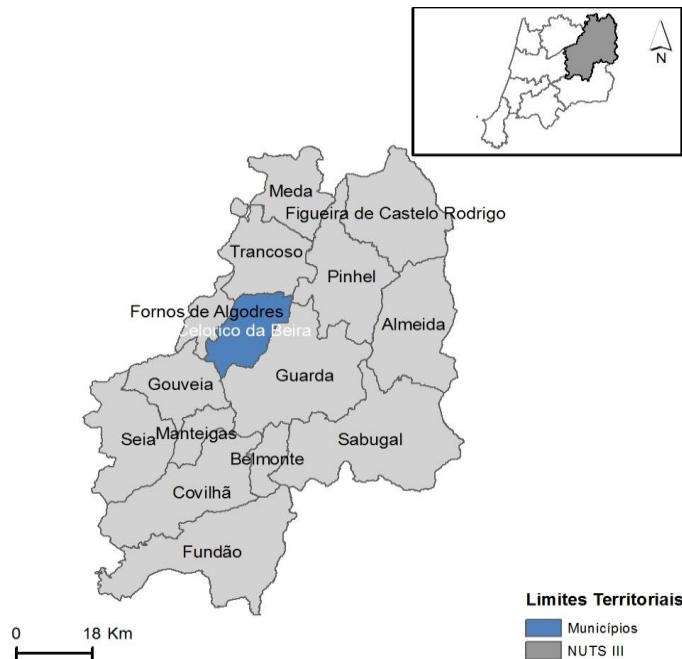 N
Meda
Figueira de Castelo Rodrigo
Trancoso
Pinhel
Fornos de Algodres
Celorico da Beira
Almeida
Gouveia
Guarda
Seia
Manteigas
Belmonte
Sabugal
Covilhã
Fundão
0 18 Km
Limites Territoriais
Municípios
NUTS III